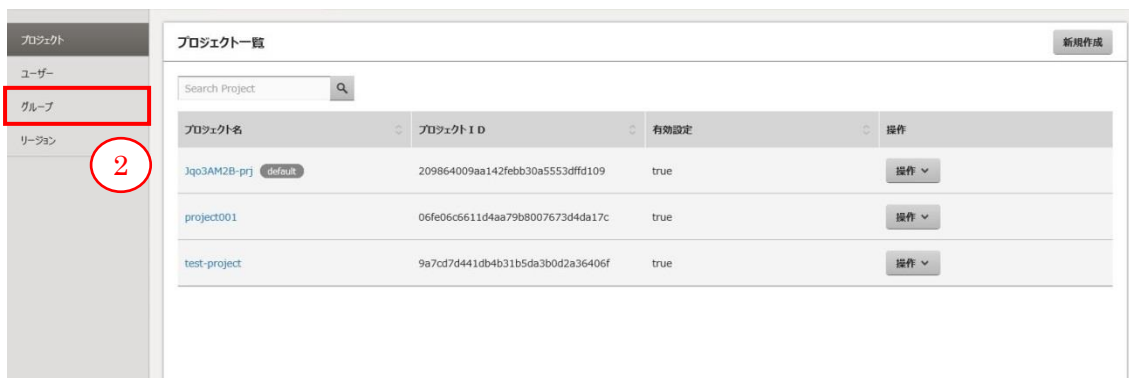 プロジェクト
ユーザー
グループ
リージョン
2
プロジェクト一覧
新規作成
Search Project
プロジェクト名 プロジェクトID 有効設定 操作
Jqo3AM2B-prj default 209864009aa142febb30a5553dffd109 true 操作
project001 06fe06c6611d4aa79b8007673d4da17c true 操作
test-project 9a7cd7d441db4b31b5da3b0d2a36406f true 操作